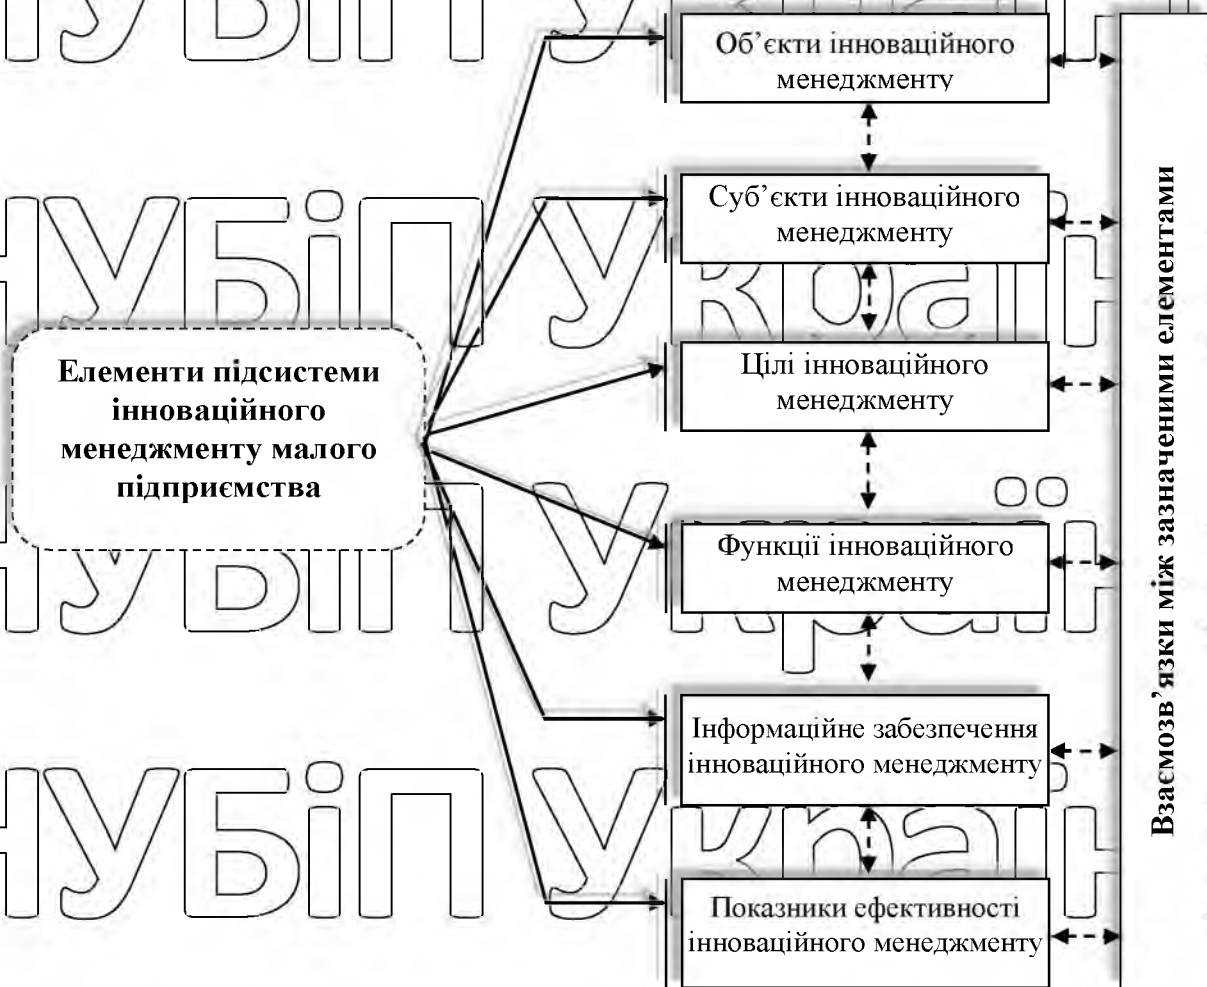 Об’єкти інноваційного
менеджменту
Суб’єкти інноваційного
менеджменту
Елементи підсистеми
інноваційного
менеджменту малого
підприємства
Цілі інноваційного
менеджменту
Функції інноваційного
менеджменту
Інформаційне забезпечення
інноваційного менеджменту
Показники ефективності
інноваційного менеджменту
Взаємозв’язки між зазначеними елементами